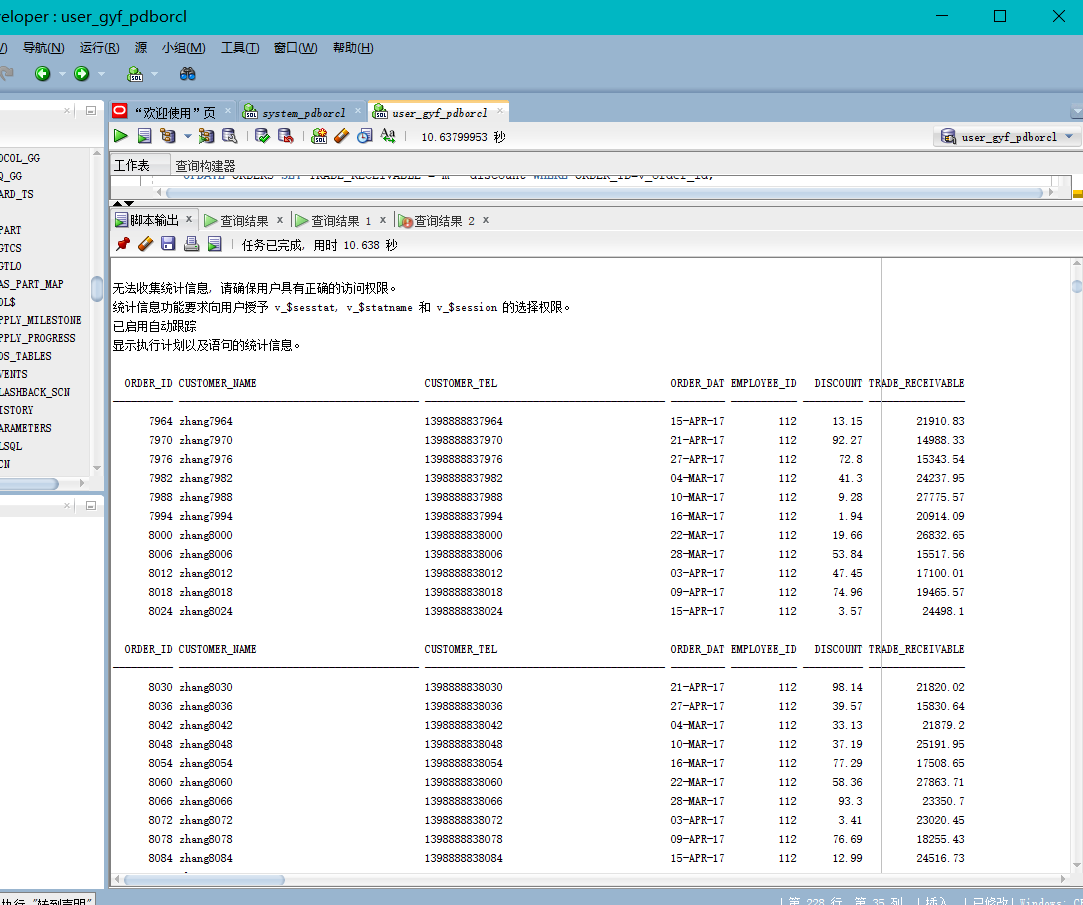 eloper : user_gyf_pdborcl
导航(N) 运行(R) 源 小组(M) 工具(T) 窗口(W) 帮助(H)
“欢迎使用”页 system_pdborcl user_gyf_pdborcl
10.63799953 秒 user_gyf_pdborcl
工作表 查询构建器
UPDATE ORDERS SET TRADE_RECEIVABLE = m - discount WHERE ORDER_ID=v_order_id;
脚本输出 查询结果 查询结果 1 查询结果 2
任务已完成, 用时 10.638 秒
OCOL_GG
Q_GG
ARD_TS
PART
GTCS
GTLO
AS_PART_MAP
OL$
PPLY_MILESTONE
PPLY_PROGRESS
OS_TABLES
VENTS
LASHBACK_SCN
ISTORY
ARAMETERS
LSQL
CN
无法收集统计信息, 请确保用户具有正确的访问权限。
统计信息功能要求向用户授予 v_$sesstat, v_$statname 和 v_$session 的选择权限。
已启用自动跟踪
显示执行计划以及语句的统计信息。
ORDER_ID CUSTOMER_NAME CUSTOMER_TEL ORDER_DAT EMPLOYEE_ID DISCOUNT TRADE_RECEIVABLE
7964 zhang7964 1398888837964 15-APR-17 112 13.15 21910.83
7970 zhang7970 1398888837970 21-APR-17 112 92.27 14988.33
7976 zhang7976 1398888837976 27-APR-17 112 72.8 15343.54
7982 zhang7982 1398888837982 04-MAR-17 112 41.3 24237.95
7988 zhang7988 1398888837988 10-MAR-17 112 9.28 27775.57
7994 zhang7994 1398888837994 16-MAR-17 112 1.94 20914.09
8000 zhang8000 1398888838000 22-MAR-17 112 19.66 26832.65
8006 zhang8006 1398888838006 28-MAR-17 112 53.84 15517.56
8012 zhang8012 1398888838012 03-APR-17 112 47.45 17100.01
8018 zhang8018 1398888838018 09-APR-17 112 74.96 19465.57
8024 zhang8024 1398888838024 15-APR-17 112 3.57 24498.1
ORDER_ID CUSTOMER_NAME CUSTOMER_TEL ORDER_DAT EMPLOYEE_ID DISCOUNT TRADE_RECEIVABLE
8030 zhang8030 1398888838030 21-APR-17 112 98.14 21820.02
8036 zhang8036 1398888838036 27-APR-17 112 39.57 15830.64
8042 zhang8042 1398888838042 04-MAR-17 112 33.13 21879.2
8048 zhang8048 1398888838048 10-MAR-17 112 37.19 25191.95
8054 zhang8054 1398888838054 16-MAR-17 112 77.29 17508.65
8060 zhang8060 1398888838060 22-MAR-17 112 58.36 27863.71
8066 zhang8066 1398888838066 28-MAR-17 112 93.3 23350.7
8072 zhang8072 1398888838072 03-APR-17 112 3.41 23020.45
8078 zhang8078 1398888838078 09-APR-17 112 76.69 18255.43
8084 zhang8084 1398888838084 15-APR-17 112 12.99 24516.73
执行 “转到声明” 第 228 行, 第 35 列 插入 已修改 Windows: C